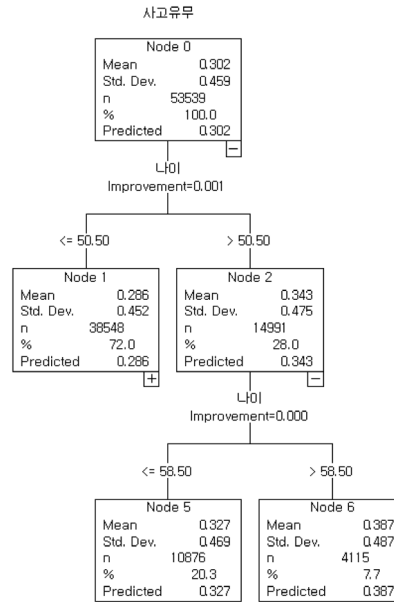 사고유무
Node 0
Mean 0.302
Std. Dev. 0.459
n 53539
% 100.0
Predicted 0.302
나이
Improvement=0.001
<= 50.50
> 50.50
Node 1
Mean 0.286
Std. Dev. 0.452
n 38548
% 72.0
Predicted 0.286
Node 2
Mean 0.343
Std. Dev. 0.475
n 14991
% 28.0
Predicted 0.343
나이
Improvement=0.000
<= 58.50
> 58.50
Node 5
Mean 0.327
Std. Dev. 0.469
n 10876
% 20.3
Predicted 0.327
Node 6
Mean 0.387
Std. Dev. 0.487
n 4115
% 7.7
Predicted 0.387